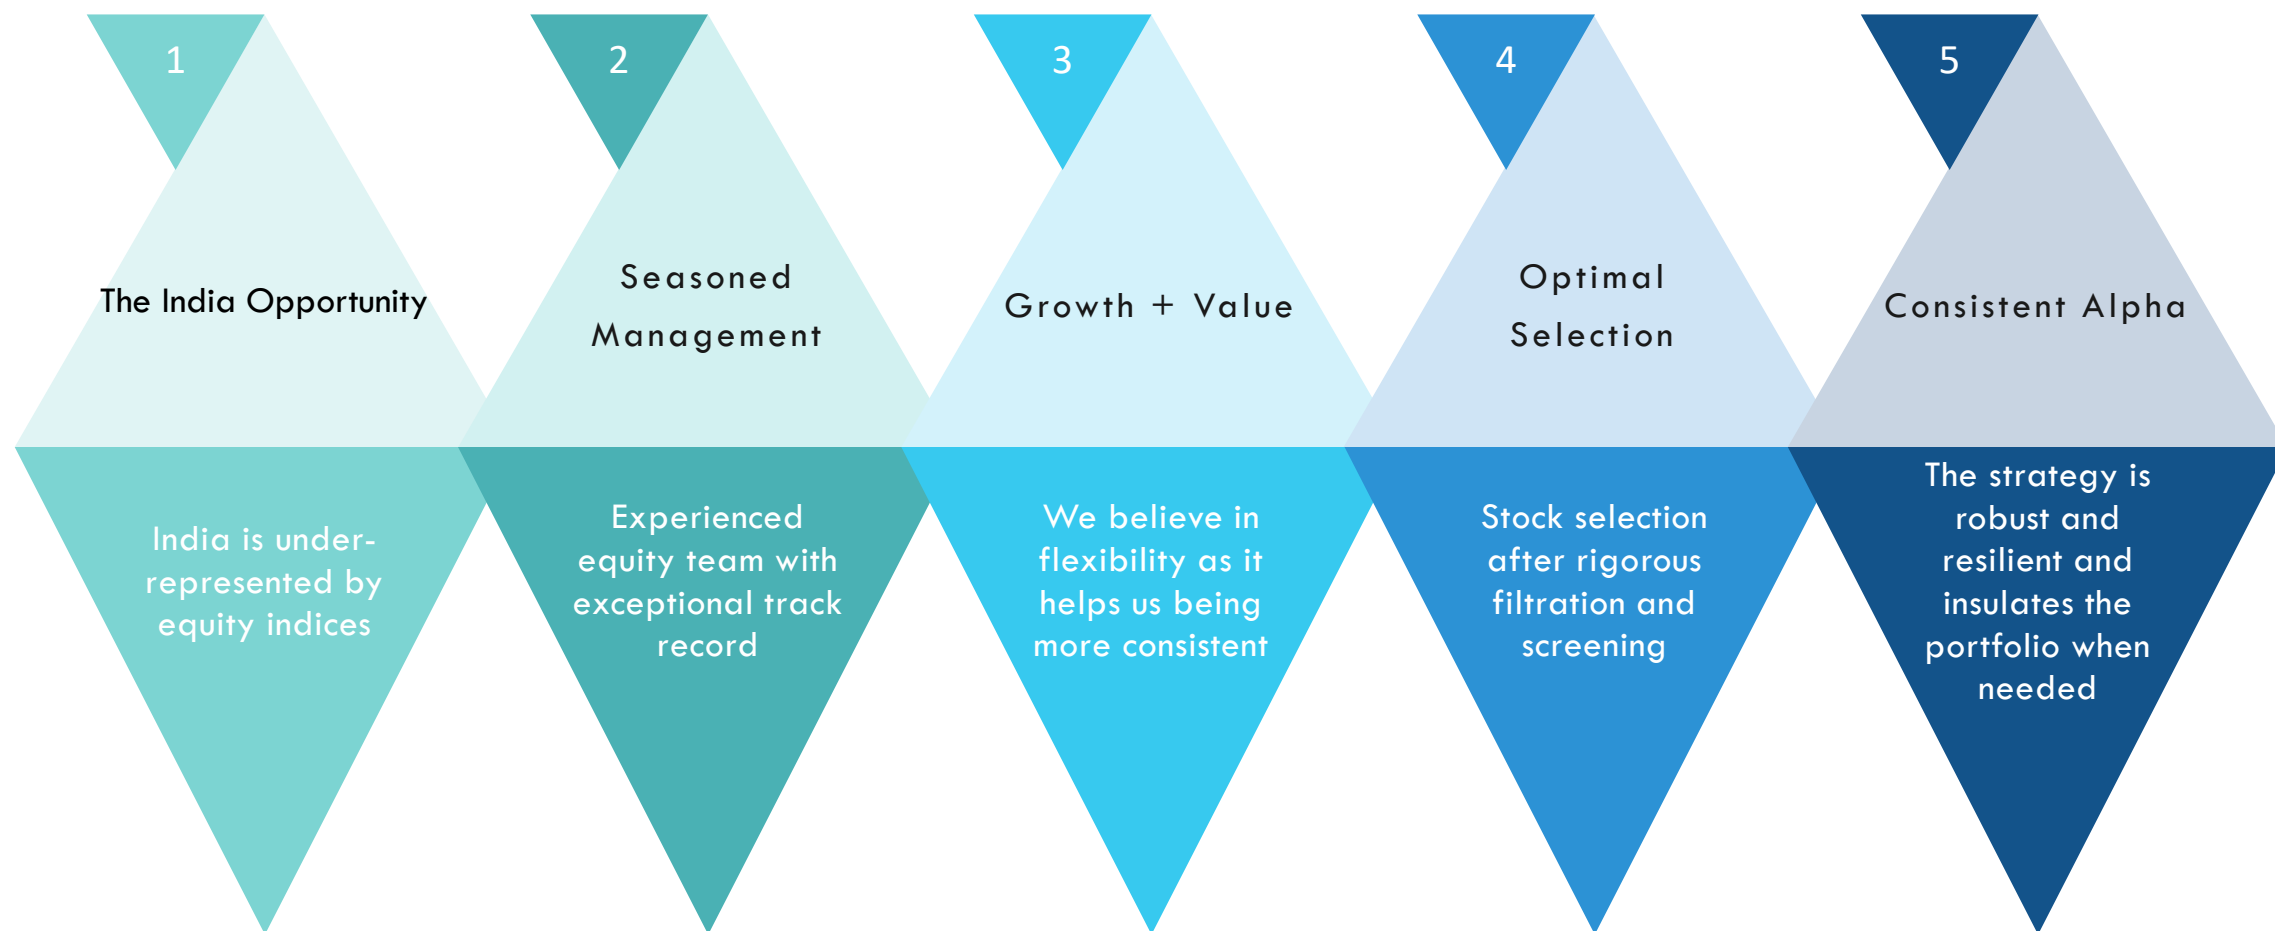 1
The India Opportunity
India is under-
represented by
equity indices
2
Seasoned
Management
Experienced
equity team with
exceptional track
record
3
Growth + Value
We believe in
flexibility as it
helps us being
more consistent
4
Optimal
Selection
Stock selection
after rigorous
filtration and
screening
5
Consistent Alpha
The strategy is
robust and
resilient and
insulates the
portfolio when
needed